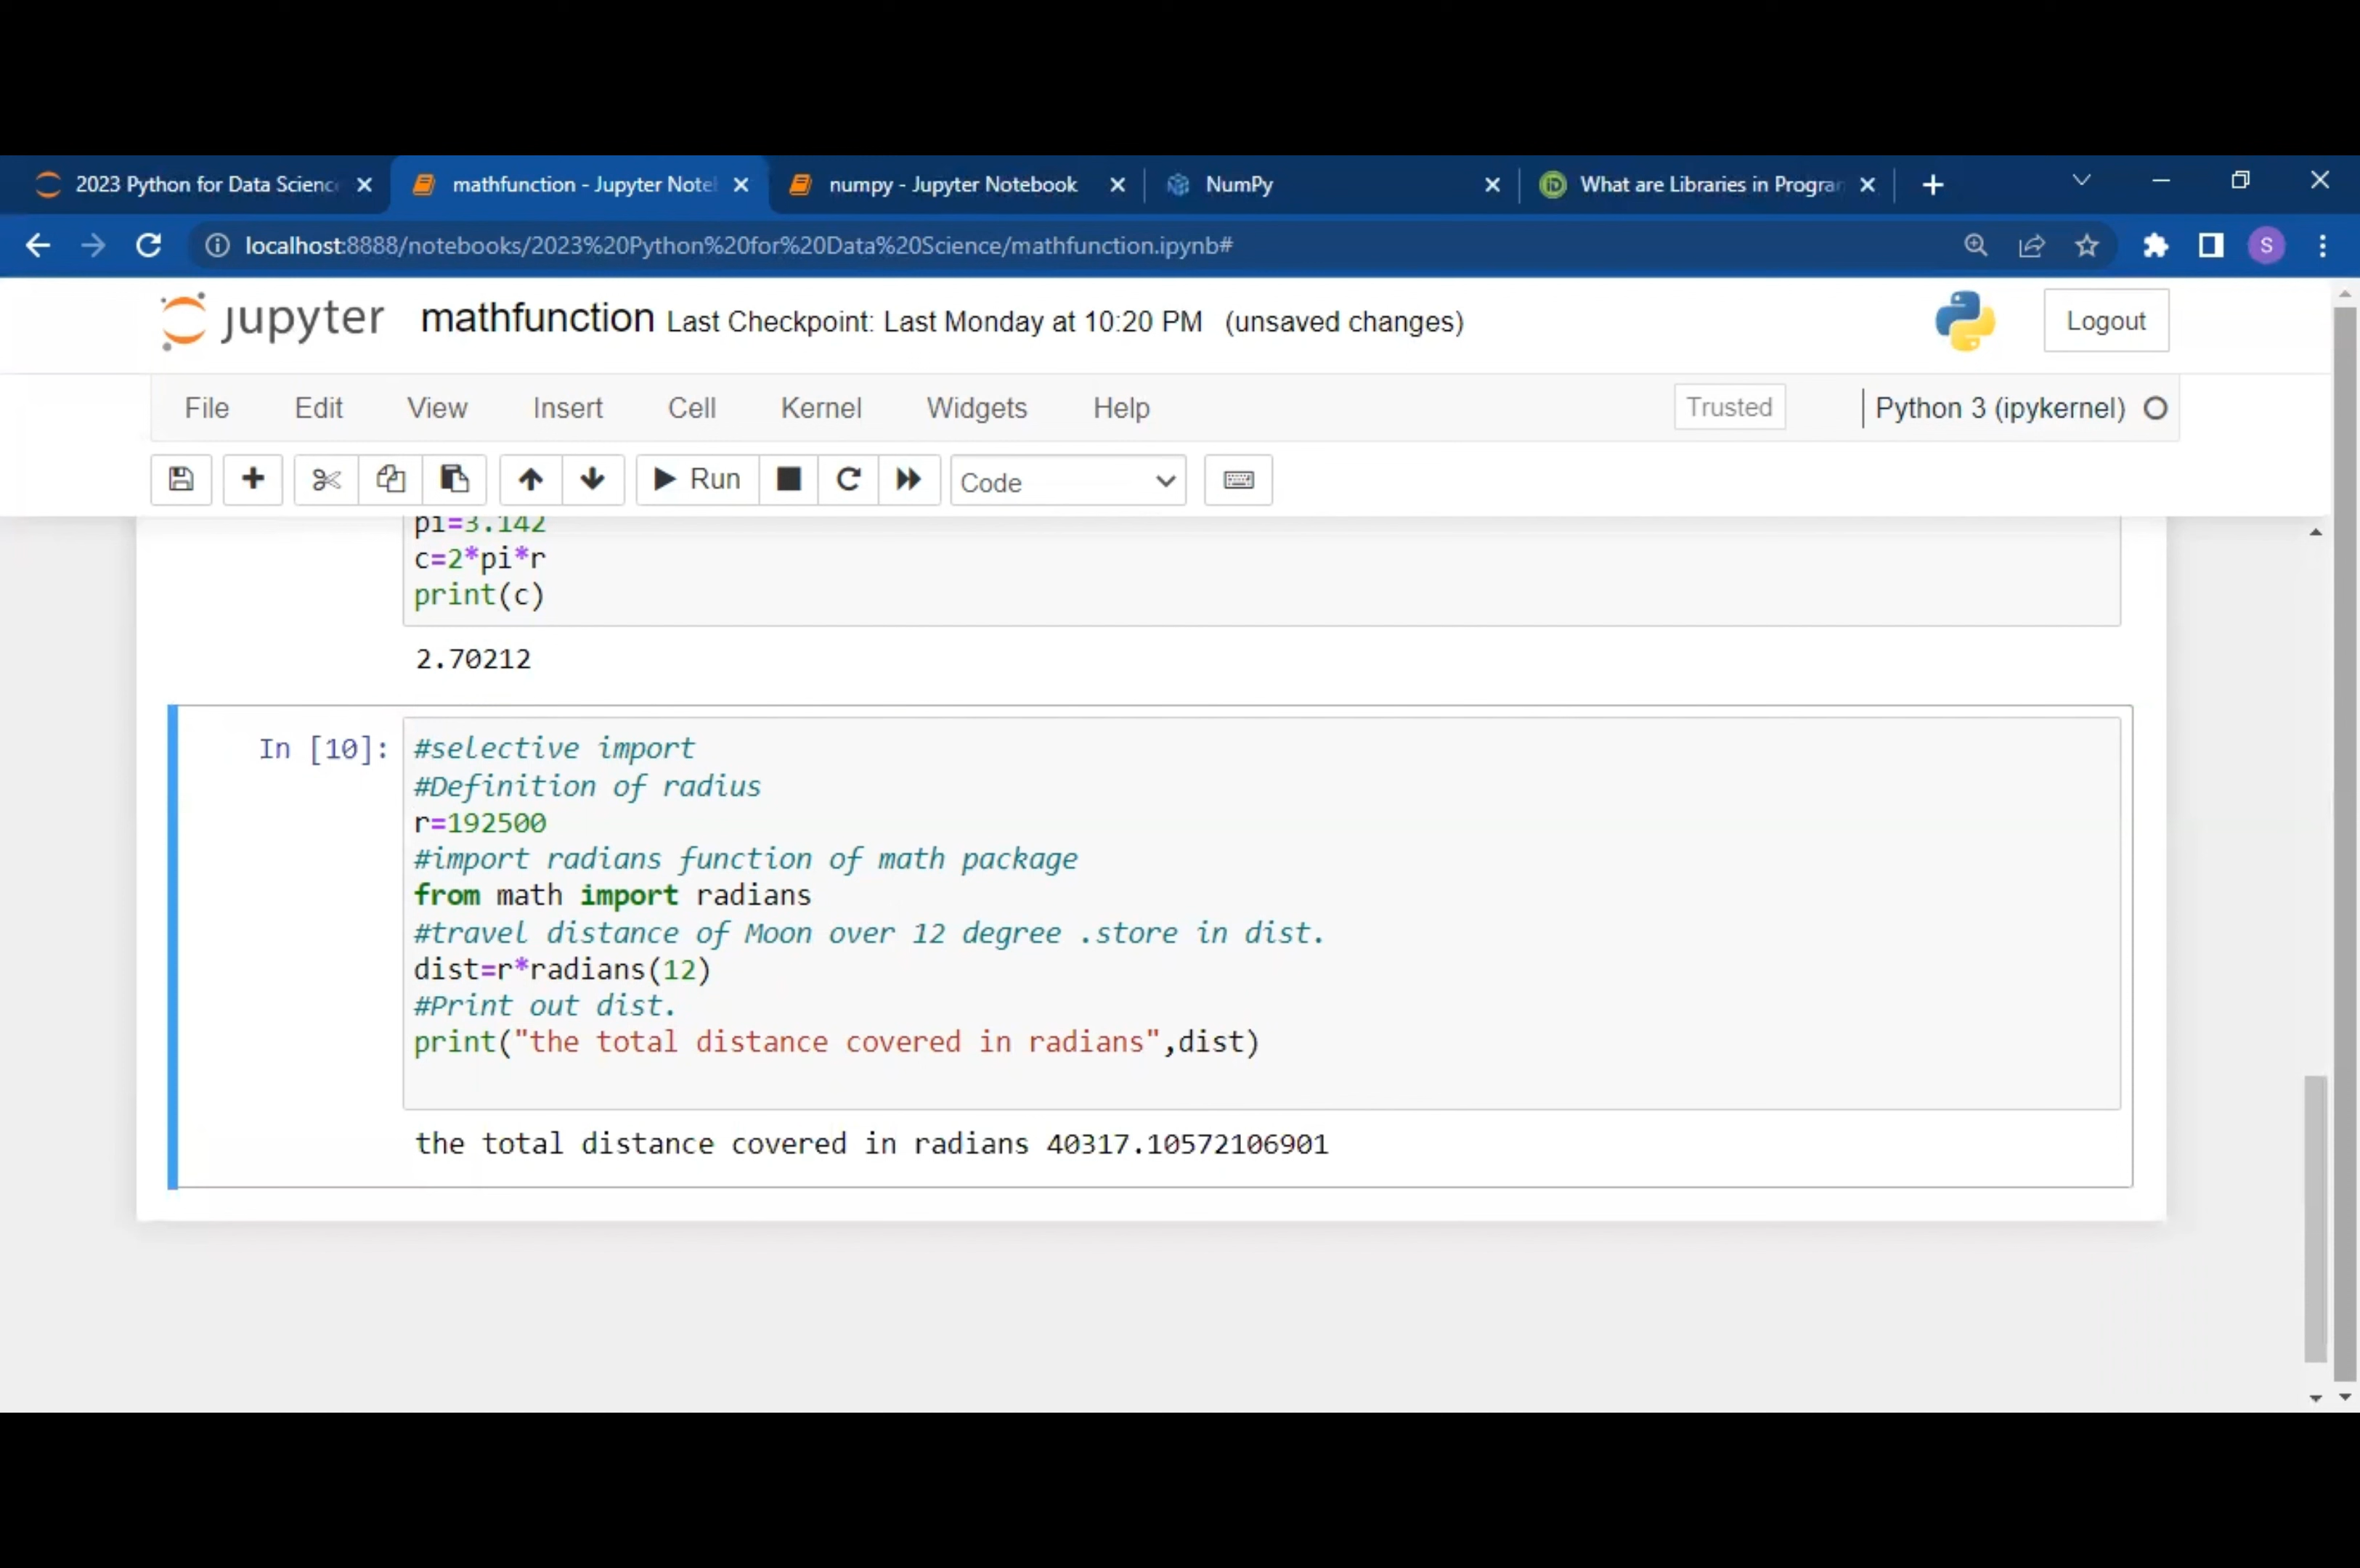 2023 Python for Data Science
mathfunction - Jupyter Note
numpy - Jupyter Notebook
NumPy
What are Libraries in Program
localhost:8888/notebooks/2023%20Python%20for%20Data%20Science/mathfunction.ipynb#
S
jupyter
mathfunction Last Checkpoint: Last Monday at 10:20 PM (unsaved changes)
Logout
File Edit View Insert Cell Kernel Widgets Help
Trusted
Python 3 (ipykernel)
Run
Code
pi=3.142
c=2*pi*r
print(c)
2.70212
In [10]:
#selective import
#Definition of radius
r=192500
#import radians function of math package
from math import radians
#travel distance of Moon over 12 degree .store in dist.
dist=r*radians(12)
#Print out dist.
print("the total distance covered in radians",dist)
the total distance covered in radians 40317.10572106901